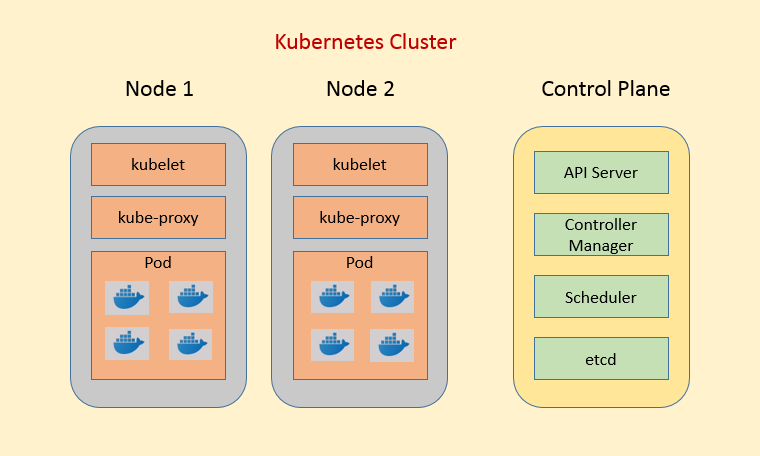 Kubernetes Cluster
Node 1
Node 2
Control Plane
kubelet
kube-proxy
Pod
kubelet
kube-proxy
Pod
API Server
Controller
Manager
Scheduler
etcd